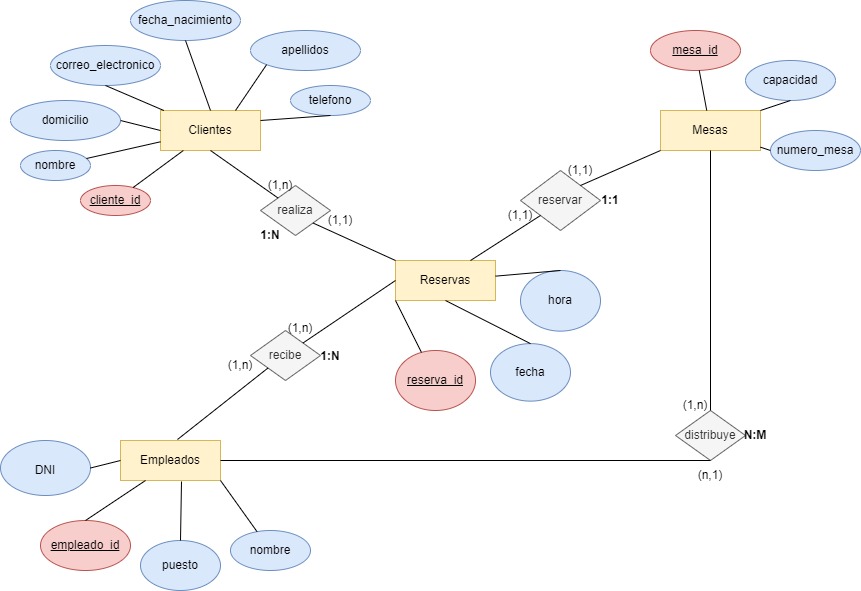 fecha_nacimiento
apellidos
correo_electronico
telefono
domicilio
Clientes
nombre
cliente_id
mesa_id
capacidad
Mesas
numero_mesa
(1,n)
realiza
(1,1)
1:N
(1,1)
reservar
1:1
(1,1)
Reservas
hora
fecha
reserva_id
(1,n)
recibe
1:N
(1,n)
(1,n)
distribuye
N:M
(n,1)
Empleados
DNI
empleado_id
puesto
nombre